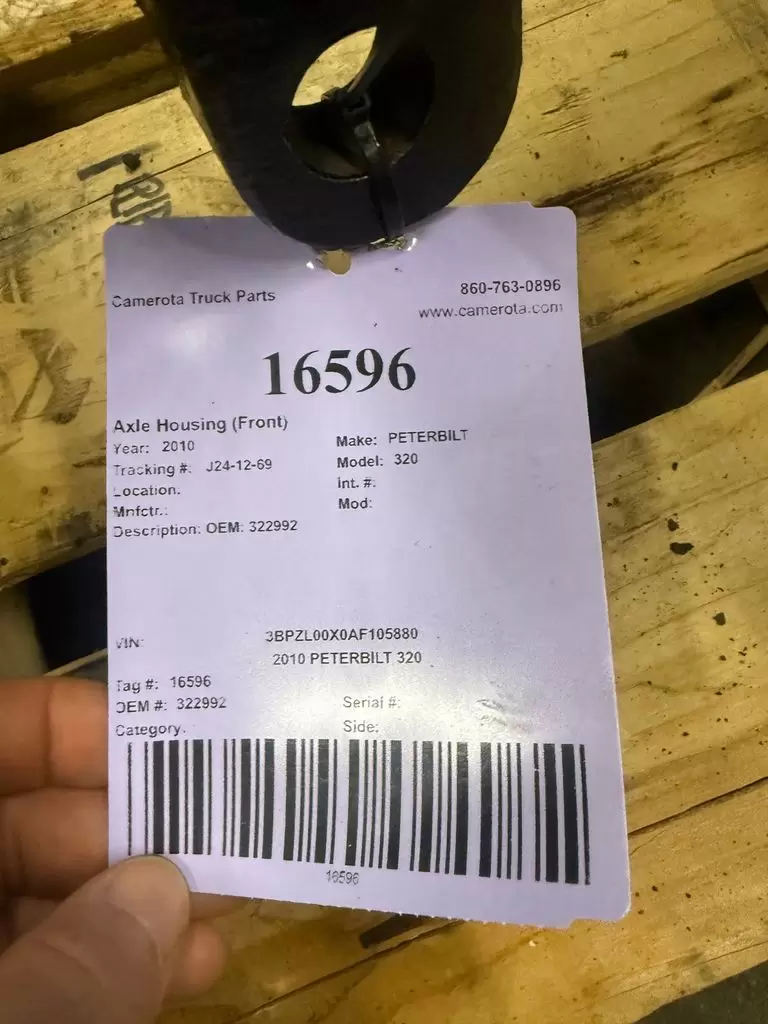 Camerota Truck Parts
860-763-0896
www.camerota.com
16596
Axle Housing (Front)
Year: 2010
Make: PETERBILT
Tracking #: J24-12-69
Model: 320
Location:
Int. #:
Mnfctr.:
Mod:
Description: OEM: 322992
VIN: 3BPZL00X0AF105880
2010 PETERBILT 320
Tag #: 16596
OEM #: 322992
Serial #:
Category:
Side:
16596